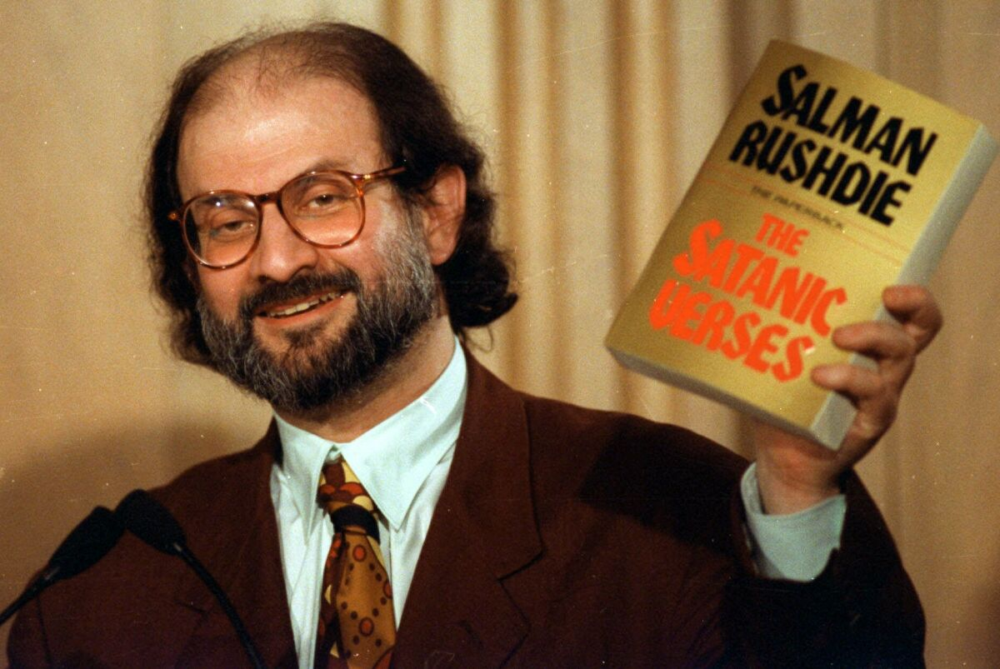 SALMAN
RUSHDIE
THE PAPERBACK
THE
SATANIC
VERSES